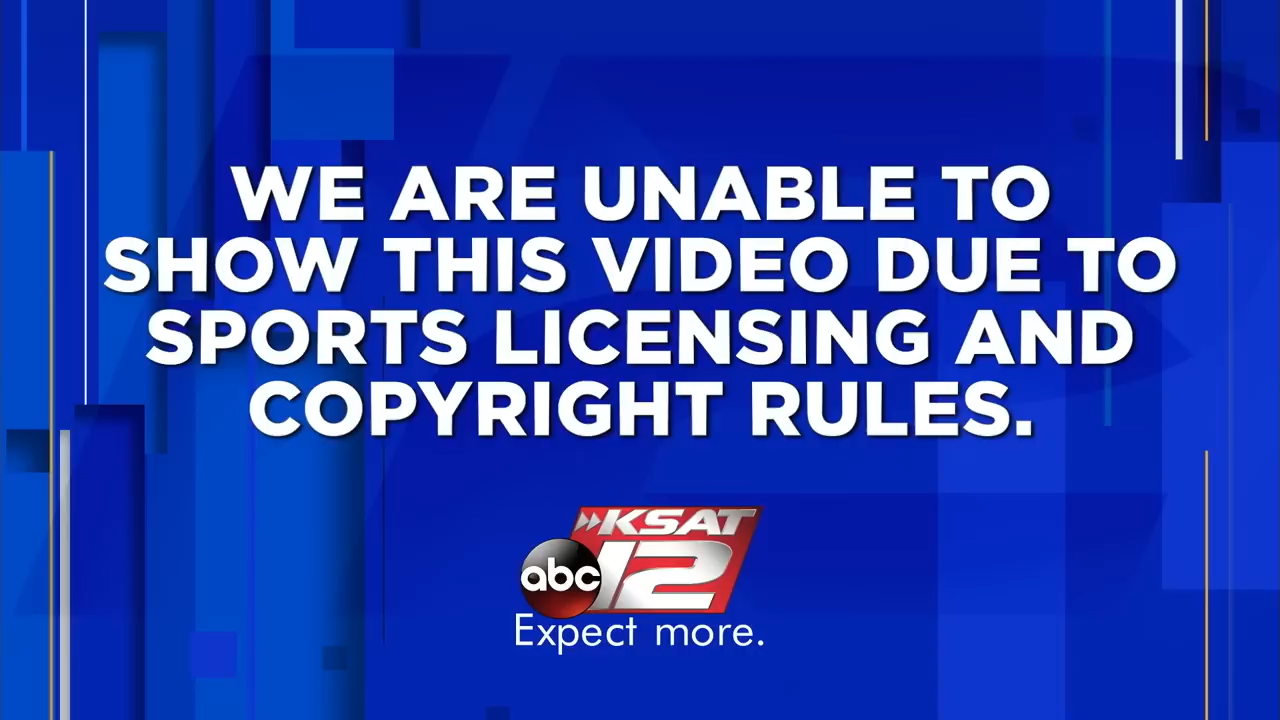 WE ARE UNABLE TO
SHOW THIS VIDEO DUE TO
SPORTS LICENSING AND
COPYRIGHT RULES.
KSAT
abc 12
Expect more.